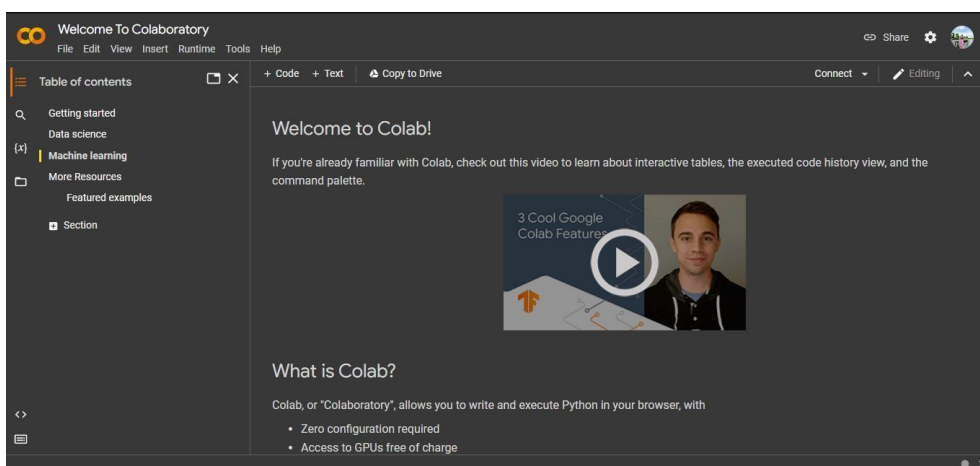 Welcome To Colaboratory
File Edit View Insert Runtime Tools Help
Share
Table of contents
Getting started
Data science
Machine learning
More Resources
Featured examples
Section
+ Code + Text Copy to Drive
Connect Editing
Welcome to Colab!
If you're already familiar with Colab, check out this video to learn about interactive tables, the executed code history view, and the
command palette.
3 Cool Google
Colab Features
What is Colab?
Colab, or "Colaboratory", allows you to write and execute Python in your browser, with
• Zero configuration required
• Access to GPUs free of charge